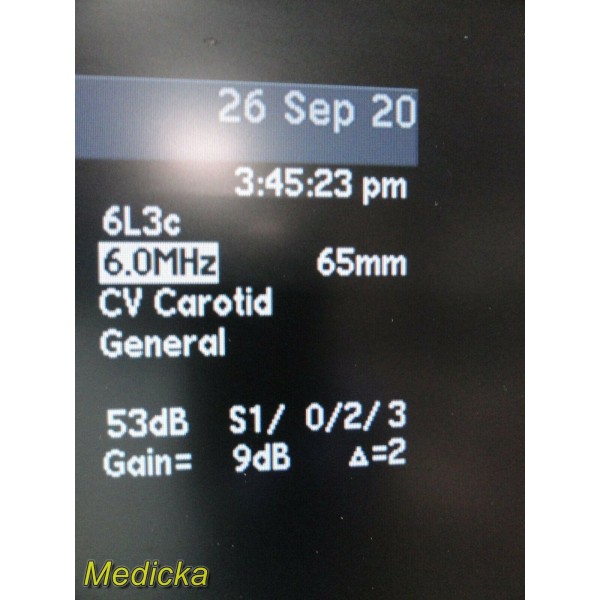 26 Sep 20
3:45:23 pm
6L3c
6.0MHz 65mm
CV Carotid
General
53dB S1/ 0/2/3
Gain= 9dB Δ=2
Medicka